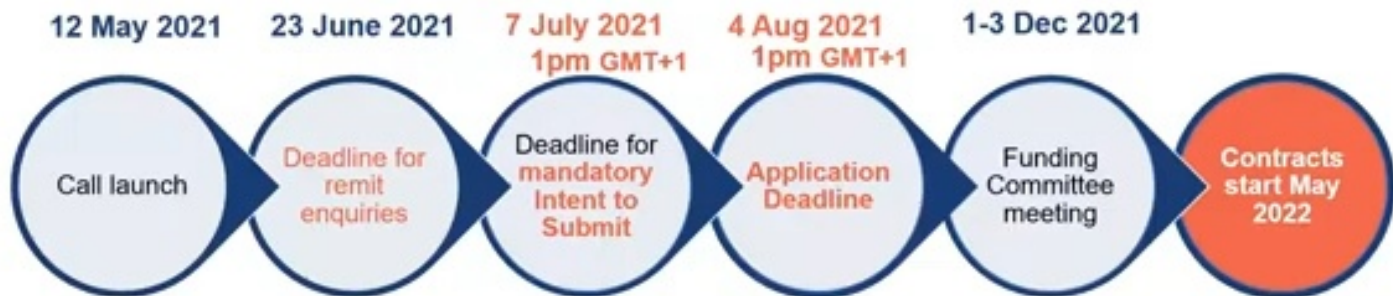 12 May 2021
23 June 2021
7 July 2021
1pm GMT+1
4 Aug 2021
1pm GMT+1
1-3 Dec 2021
Call launch
Deadline for
remit
enquiries
Deadline for
mandatory
Intent to
Submit
Application
Deadline
Funding
Committee
meeting
Contracts
start May
2022